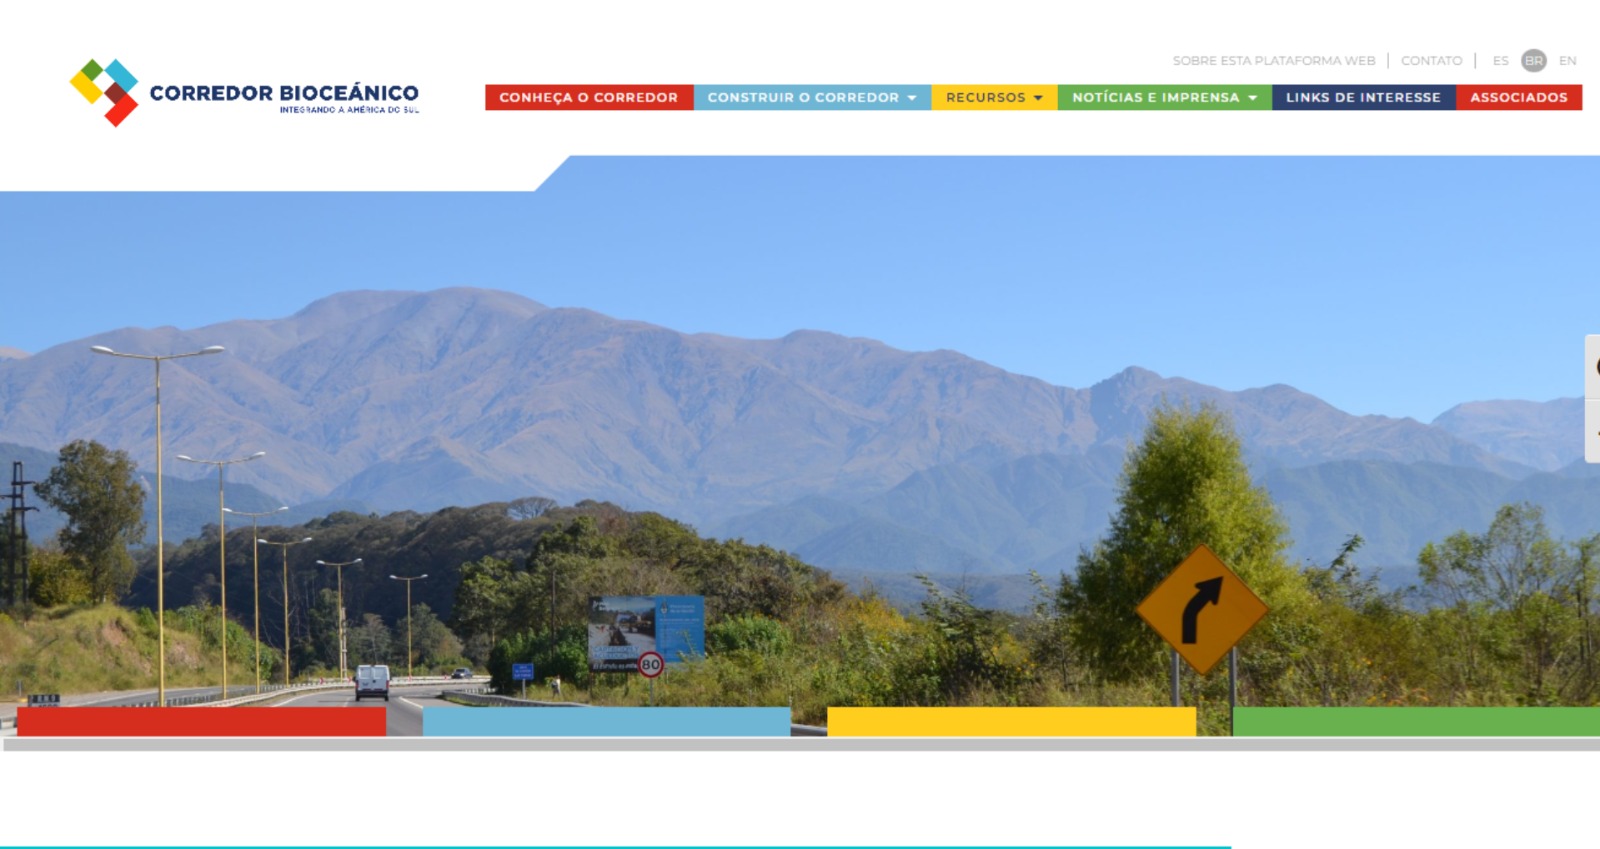 SOBRE ESTA PLATAFORMA WEB | CONTATO | ES BR EN
CORREDOR BIOCEÁNICO
INTEGRANDO A AMÉRICA DO SUL
CONHEÇA O CORREDOR CONSTRUIR O CORREDOR RECURSOS NOTÍCIAS E IMPRENSA LINKS DE INTERESSE ASSOCIADOS
80